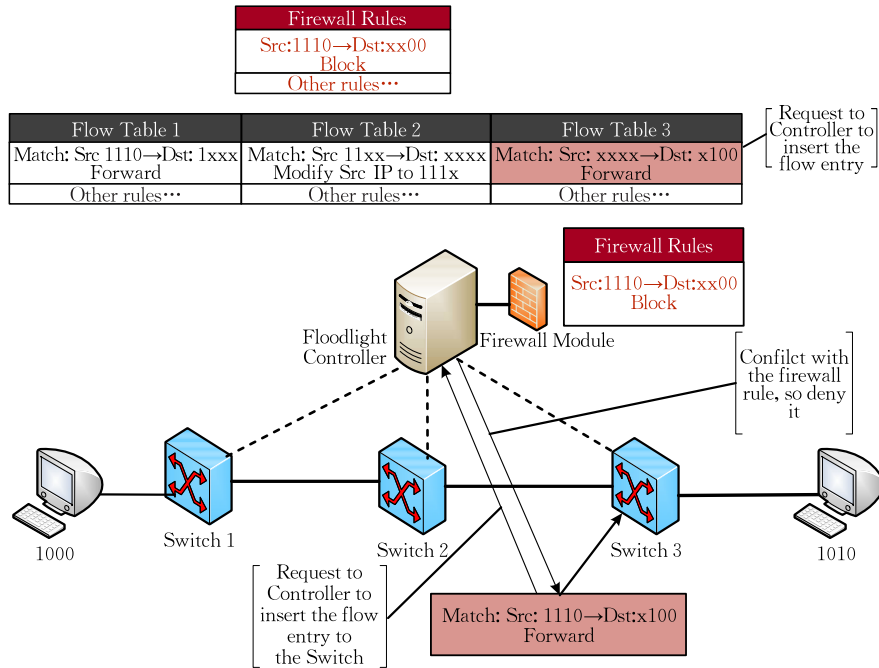 Firewall Rules
Src:1110→Dst:xx00
Block
Other rules…
Flow Table 1
Flow Table 2
Flow Table 3
Match: Src 1110→Dst: 1xxx
Forward
Match: Src 11xx→Dst: xxxx
Modify Src IP to 111x
Match: Src: xxxx→Dst: x100
Forward
Other rules…
Other rules…
Other rules…
Request to
Controller to
insert the
flow entry
Firewall Rules
Src:1110→Dst:xx00
Block
Floodlight
Controller
Firewall Module
Confilct with
the firewall
rule, so deny
it
1000
Switch 1
Switch 2
Switch 3
1010
Request to
Controller to
insert the flow
entry to
the Switch
Match: Src: 1110→Dst:x100
Forward